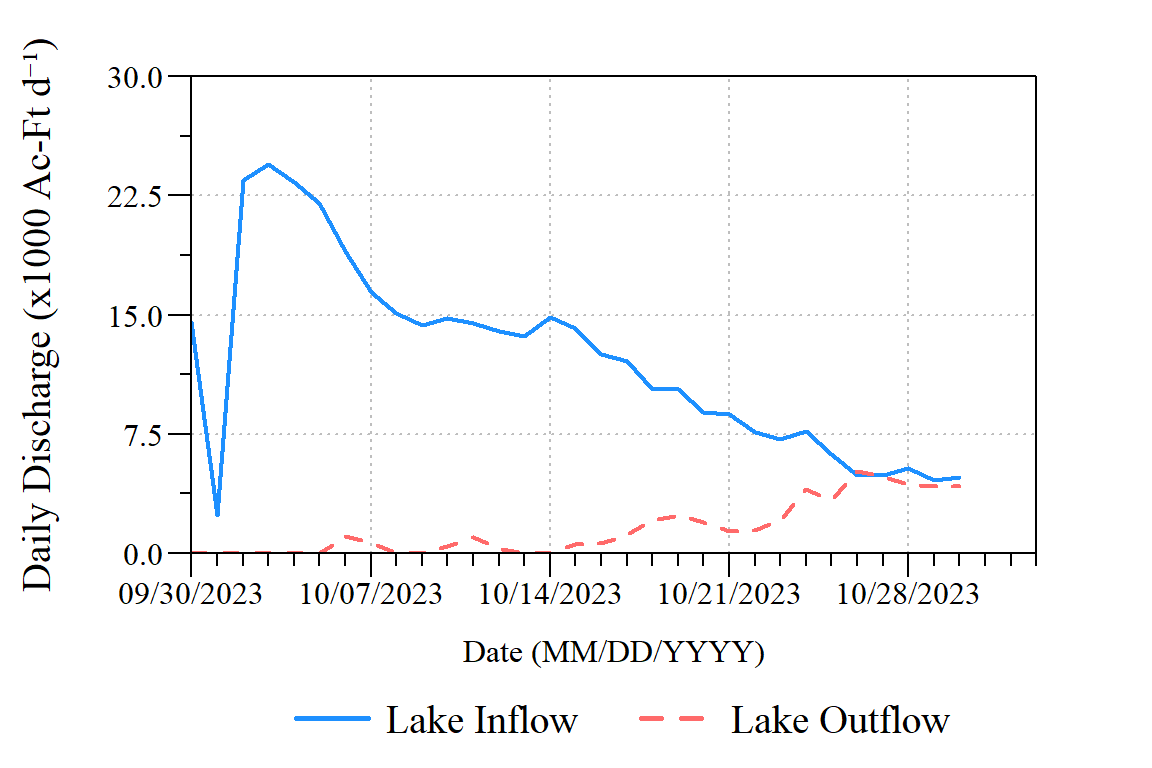 Daily Discharge (x1000 Ac-Ft d⁻¹)
30.0
22.5
15.0
7.5
0.0
09/30/2023 10/07/2023 10/14/2023 10/21/2023 10/28/2023
Date (MM/DD/YYYY)
Lake Inflow Lake Outflow